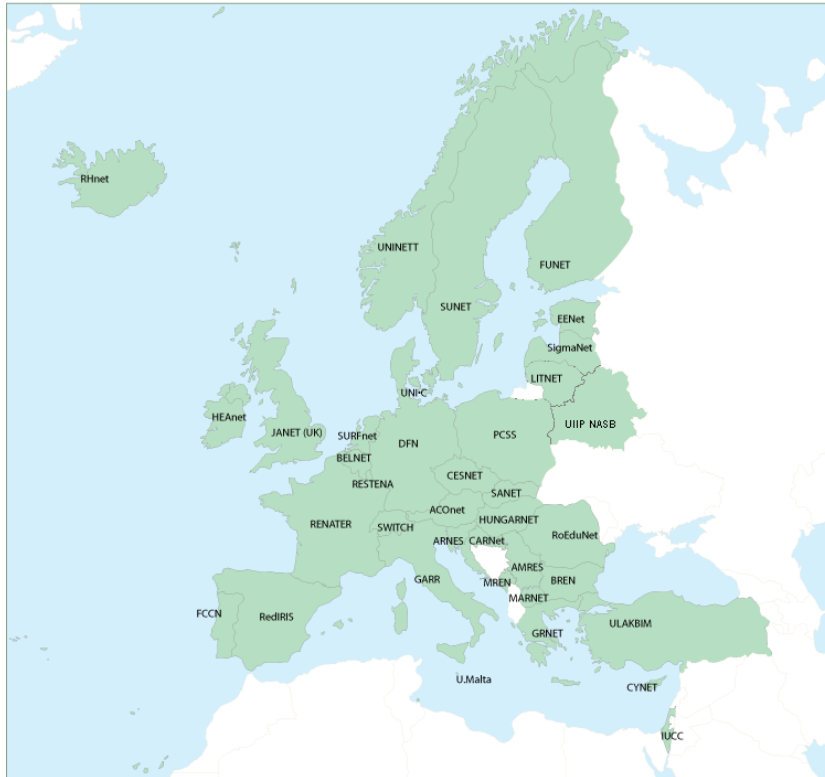 RHnet
UNINETT
FUNET
SUNET
EENet
SigmaNet
LITNET
UNI•C
HEAnet
UIIP NASB
JANET (UK)
SURFnet
DFN
PCSS
BELNET
CESNET
RESTENA
SANET
ACOnet
HUNGARNET
RENATER
SWITCH
RoEduNet
ARNES
CARNet
AMRES
GARR
MREN
BREN
MARNET
FCCN
RedIRIS
ULAKBIM
GRNET
U.Malta
CYNET
IUCC